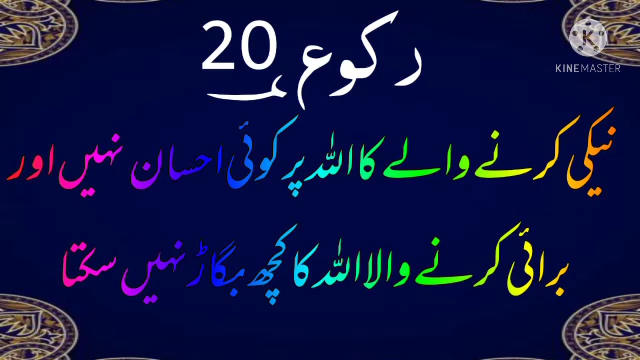 رکوع نمبر 20
KINEMASTER
نیکی کرنے والے کا اللہ پر کوئی احسان نہیں اور
برائی کرنے والا اللہ کا کچھ بگاڑ نہیں سکتا